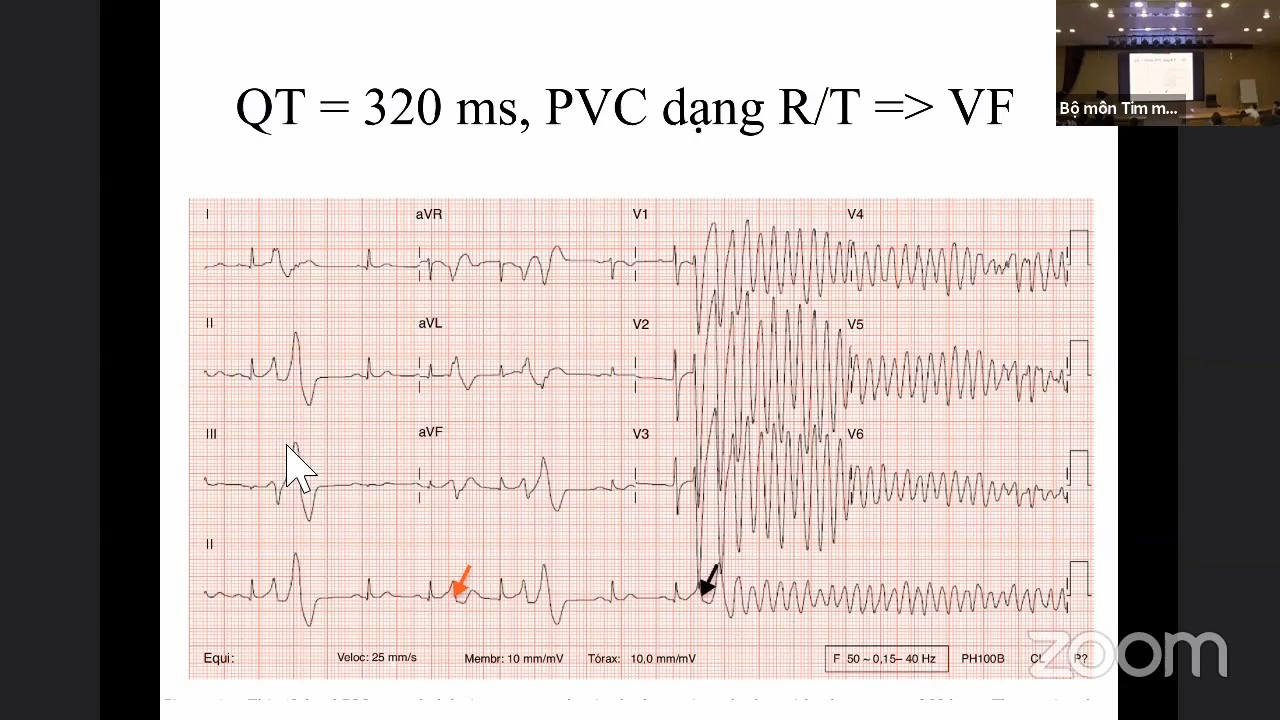 QT = 320 ms, PVC dạng R/T => VF
Bộ môn Tim m...
I aVR V1 V4
II aVL V2 V5
III aVF V3 V6
II
Equi: Veloc: 25 mm/s Membr: 10 mm/mV Tórax: 10,0 mm/mV F 50 ~ 0,15– 40 Hz PH100B P?
zoom